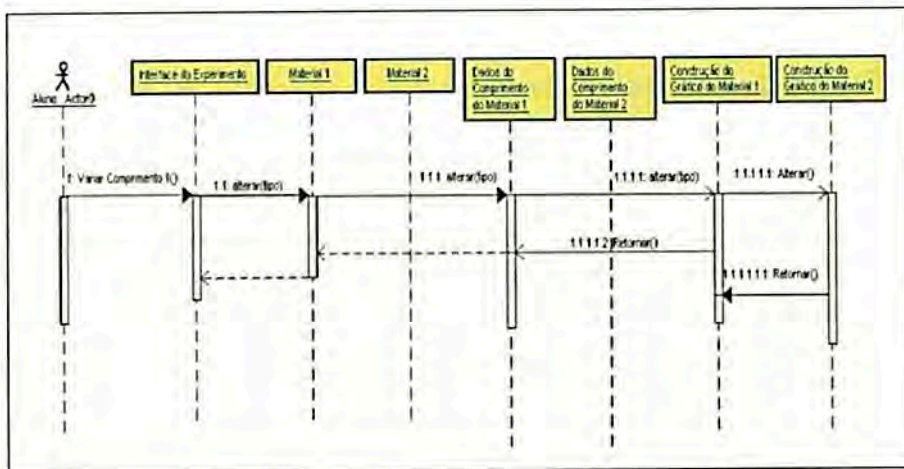 Aluno_Actor9
Interface do Experimento
Material 1
Material 2
Dados do
Comprimento
do Material 1
Dados do
Comprimento
do Material 2
Construção do
Gráfico do Material 1
Construção do
Gráfico do Material 2
1: Variar Comprimento 1()
1.1: alterar(tipo)
1.1.1: alterar(tipo)
1.1.1.1: alterar(tipo)
1.1.1.1.1: Alterar()
1.1.1.1.2: Retornar()
1.1.1.1.1.1: Retornar()